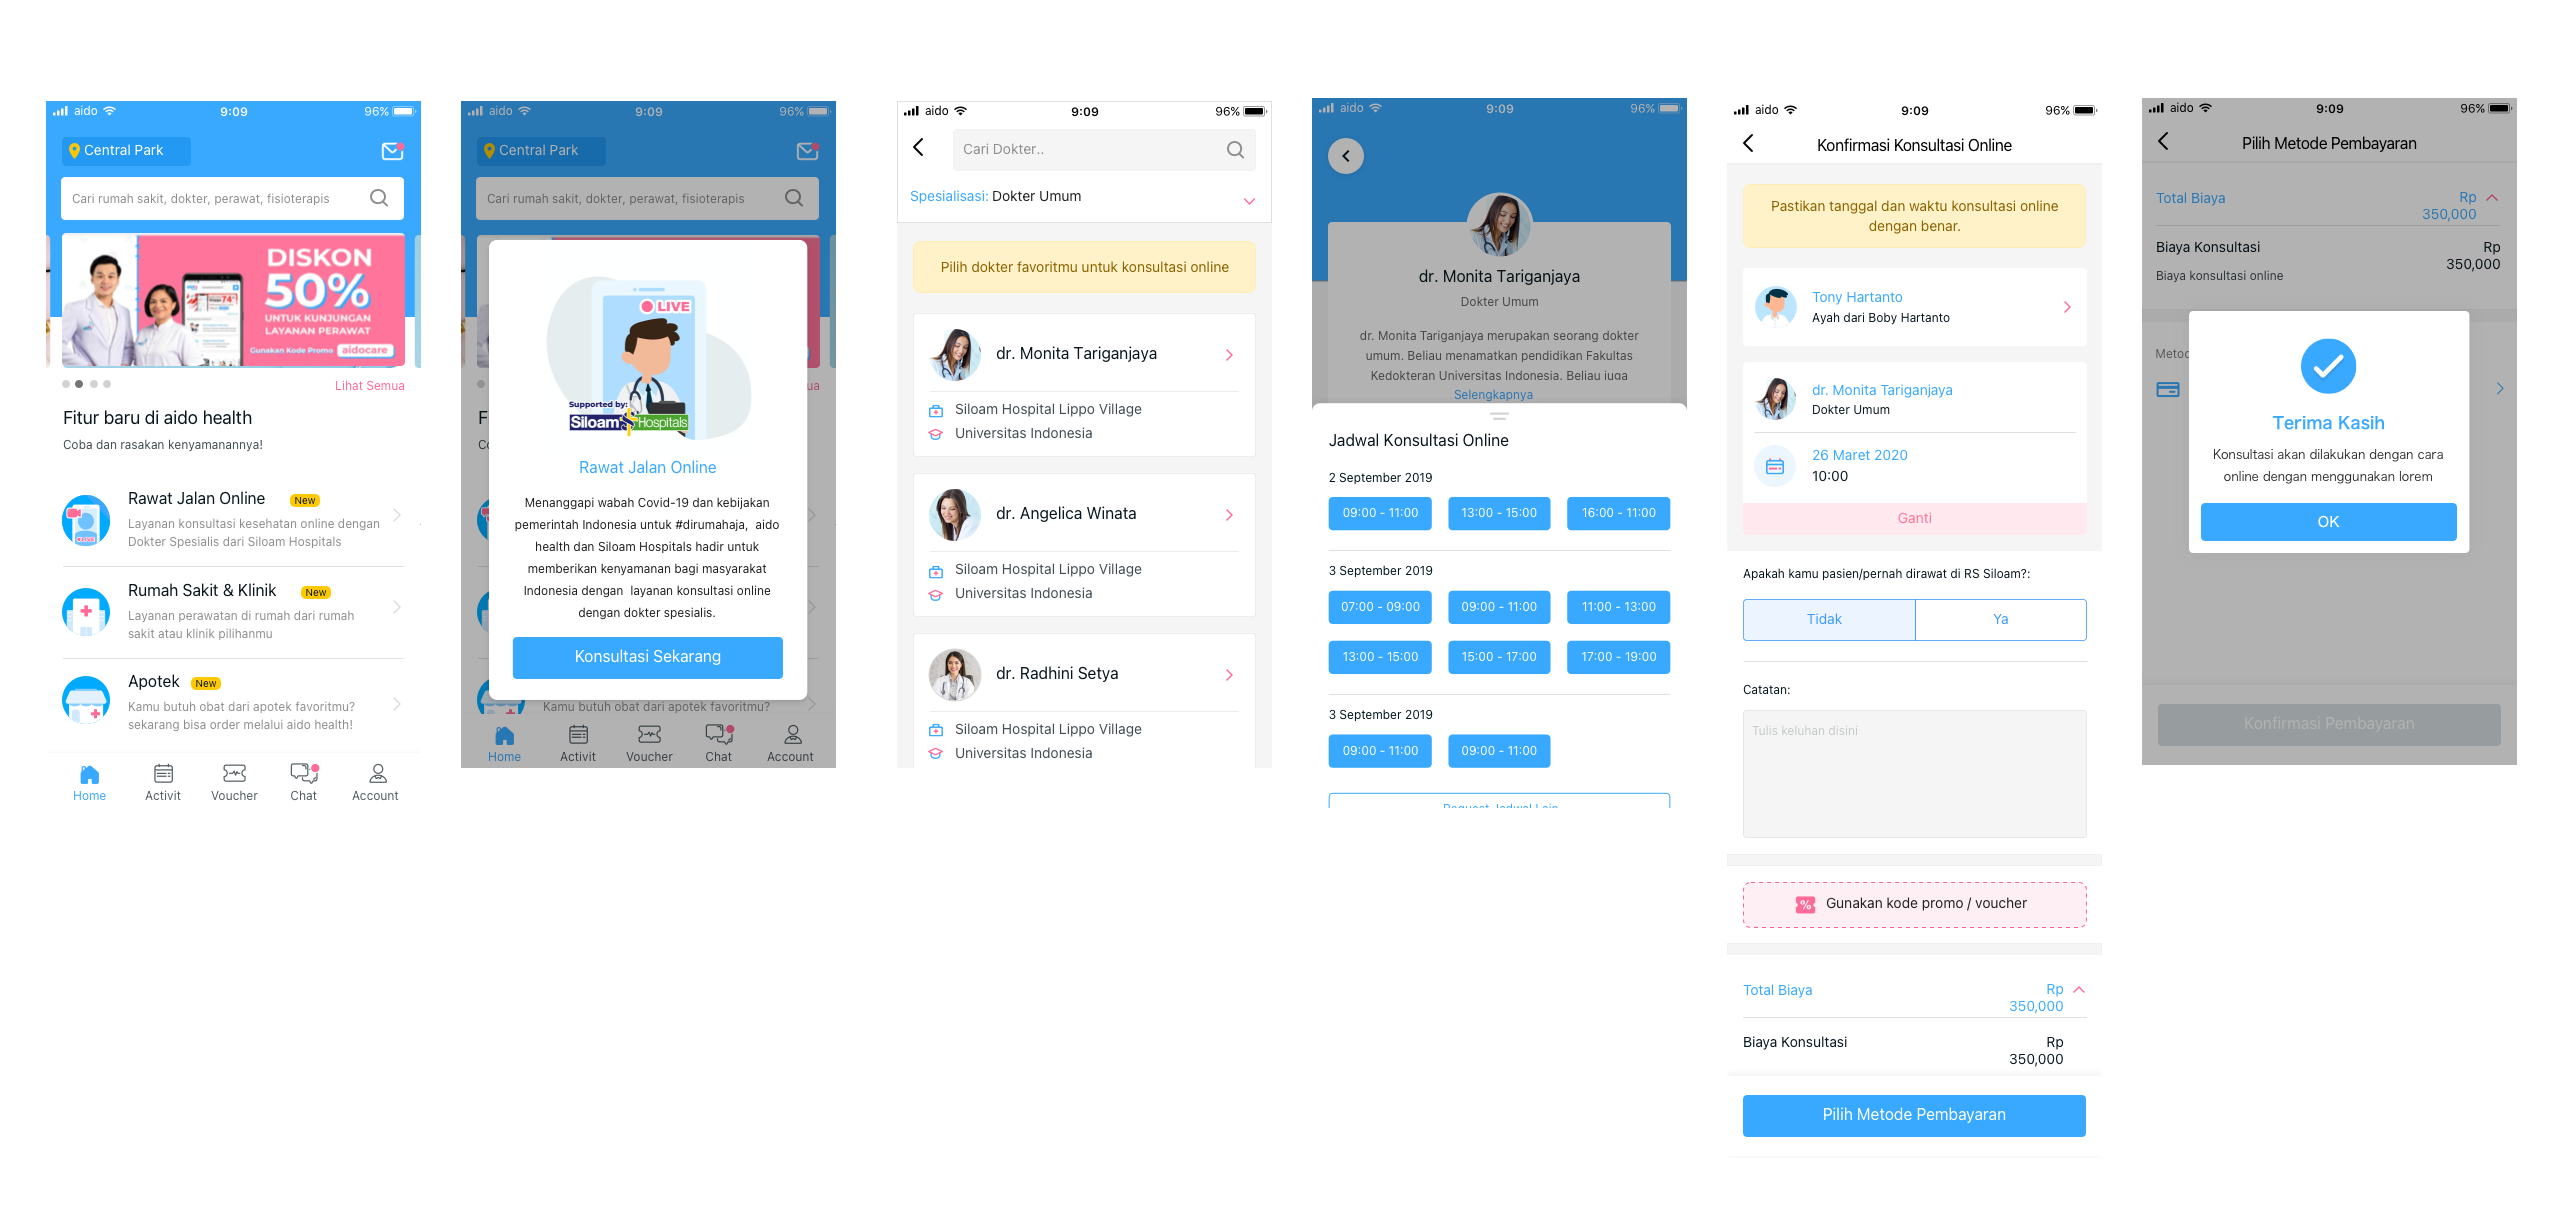 aido
9:09
96%
Central Park
Cari rumah sakit, dokter, perawat, fisioterapis
DISKON
50%
UNTUK KUNJUNGAN
LAYANAN PERAWAT
Gunakan Kode Promo aidocare
Lihat Semua
Fitur baru di aido health
Coba dan rasakan kenyamanannya!
Rawat Jalan Online New
Layanan konsultasi kesehatan online dengan
Dokter Spesialis dari Siloam Hospitals
Rumah Sakit & Klinik New
Layanan perawatan di rumah dari rumah
sakit atau klinik pilihanmu
Apotek New
Kamu butuh obat dari apotek favoritmu?
sekarang bisa order melalui aido health!
Home Activit Voucher Chat Account
aido
9:09
96%
Central Park
Cari rumah sakit, dokter, perawat, fisioterapis
LIVE
Supported by:
Siloam Hospitals
Rawat Jalan Online
Menanggapi wabah Covid-19 dan kebijakan
pemerintah Indonesia untuk #dirumahaja, aido
health dan Siloam Hospitals hadir untuk
memberikan kenyamanan bagi masyarakat
Indonesia dengan layanan konsultasi online
dengan dokter spesialis.
Konsultasi Sekarang
Kamu butuh obat dari apotek favoritmu?
Home Activit Voucher Chat Account
aido
9:09
96%
Cari Dokter..
Spesialisasi: Dokter Umum
Pilih dokter favoritmu untuk konsultasi online
dr. Monita Tariganjaya
Siloam Hospital Lippo Village
Universitas Indonesia
dr. Angelica Winata
Siloam Hospital Lippo Village
Universitas Indonesia
dr. Radhini Setya
Siloam Hospital Lippo Village
Universitas Indonesia
aido
9:09
96%
dr. Monita Tariganjaya
Dokter Umum
dr. Monita Tariganjaya merupakan seorang dokter
umum. Beliau menamatkan pendidikan Fakultas
Kedokteran Universitas Indonesia. Beliau juga
Selengkapnya
Jadwal Konsultasi Online
2 September 2019
09:00 - 11:00 13:00 - 15:00 16:00 - 11:00
3 September 2019
07:00 - 09:00 09:00 - 11:00 11:00 - 13:00
13:00 - 15:00 15:00 - 17:00 17:00 - 19:00
3 September 2019
09:00 - 11:00 09:00 - 11:00
Request Jadwal Lain
aido
9:09
96%
Konfirmasi Konsultasi Online
Pastikan tanggal dan waktu konsultasi online
dengan benar.
Tony Hartanto
Ayah dari Boby Hartanto
dr. Monita Tariganjaya
Dokter Umum
26 Maret 2020
10:00
Ganti
Apakah kamu pasien/pernah dirawat di RS Siloam?:
Tidak Ya
Catatan:
Tulis keluhan disini
Gunakan kode promo / voucher
Total Biaya Rp
350,000
Biaya Konsultasi Rp
350,000
Pilih Metode Pembayaran
aido
9:09
96%
Pilih Metode Pembayaran
Total Biaya Rp
350,000
Biaya Konsultasi Rp
350,000
Biaya konsultasi online
Terima Kasih
Konsultasi akan dilakukan dengan cara
online dengan menggunakan lorem
OK
Konfirmasi Pembayaran